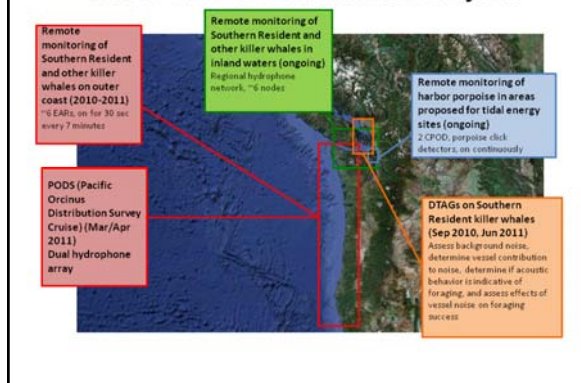 Remote
monitoring of
Southern Resident
and other killer
whales on outer
coast (2010-2011)
~6 EARs, on for 30 sec
every 7 minutes
Remote monitoring of
Southern Resident and
other killer whales in
inland waters (ongoing)
Regional hydrophone
network, ~6 nodes
Remote monitoring of
harbor porpoise in areas
proposed for tidal energy
sites (ongoing)
2 CPOD, porpoise click
detectors, on continuously
PODS (Pacific
Orcinus
Distribution Survey
Cruise) (Mar/Apr
2011)
Dual hydrophone
array
DTAGs on Southern
Resident killer whales
(Sep 2010, Jun 2011)
Assess background noise,
determine vessel contribution
to noise, determine if acoustic
behavior is indicative of
foraging, and assess effects of
vessel noise on foraging
success